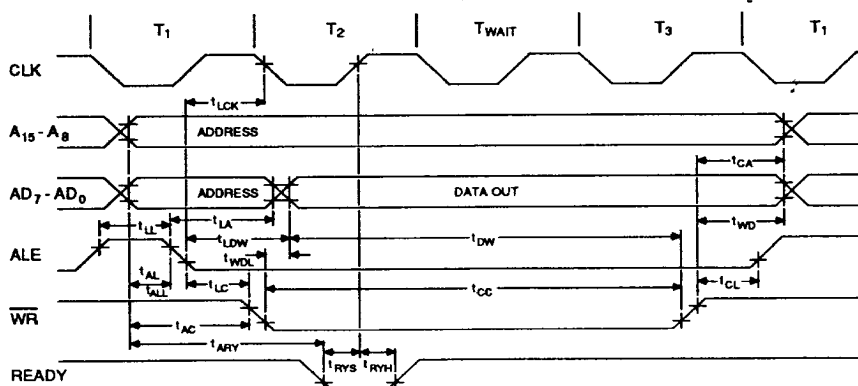 T1 T2 TWAIT T3 T1
CLK
tLCK
A15-A8 ADDRESS
tCA
AD7-AD0 ADDRESS DATA OUT
tLL tLA tWD
tLDW tDW
ALE
tWDL
tAL
tALL tLC tCL
tCC
WR
tAC
tARY
tRYS tRYH
READY